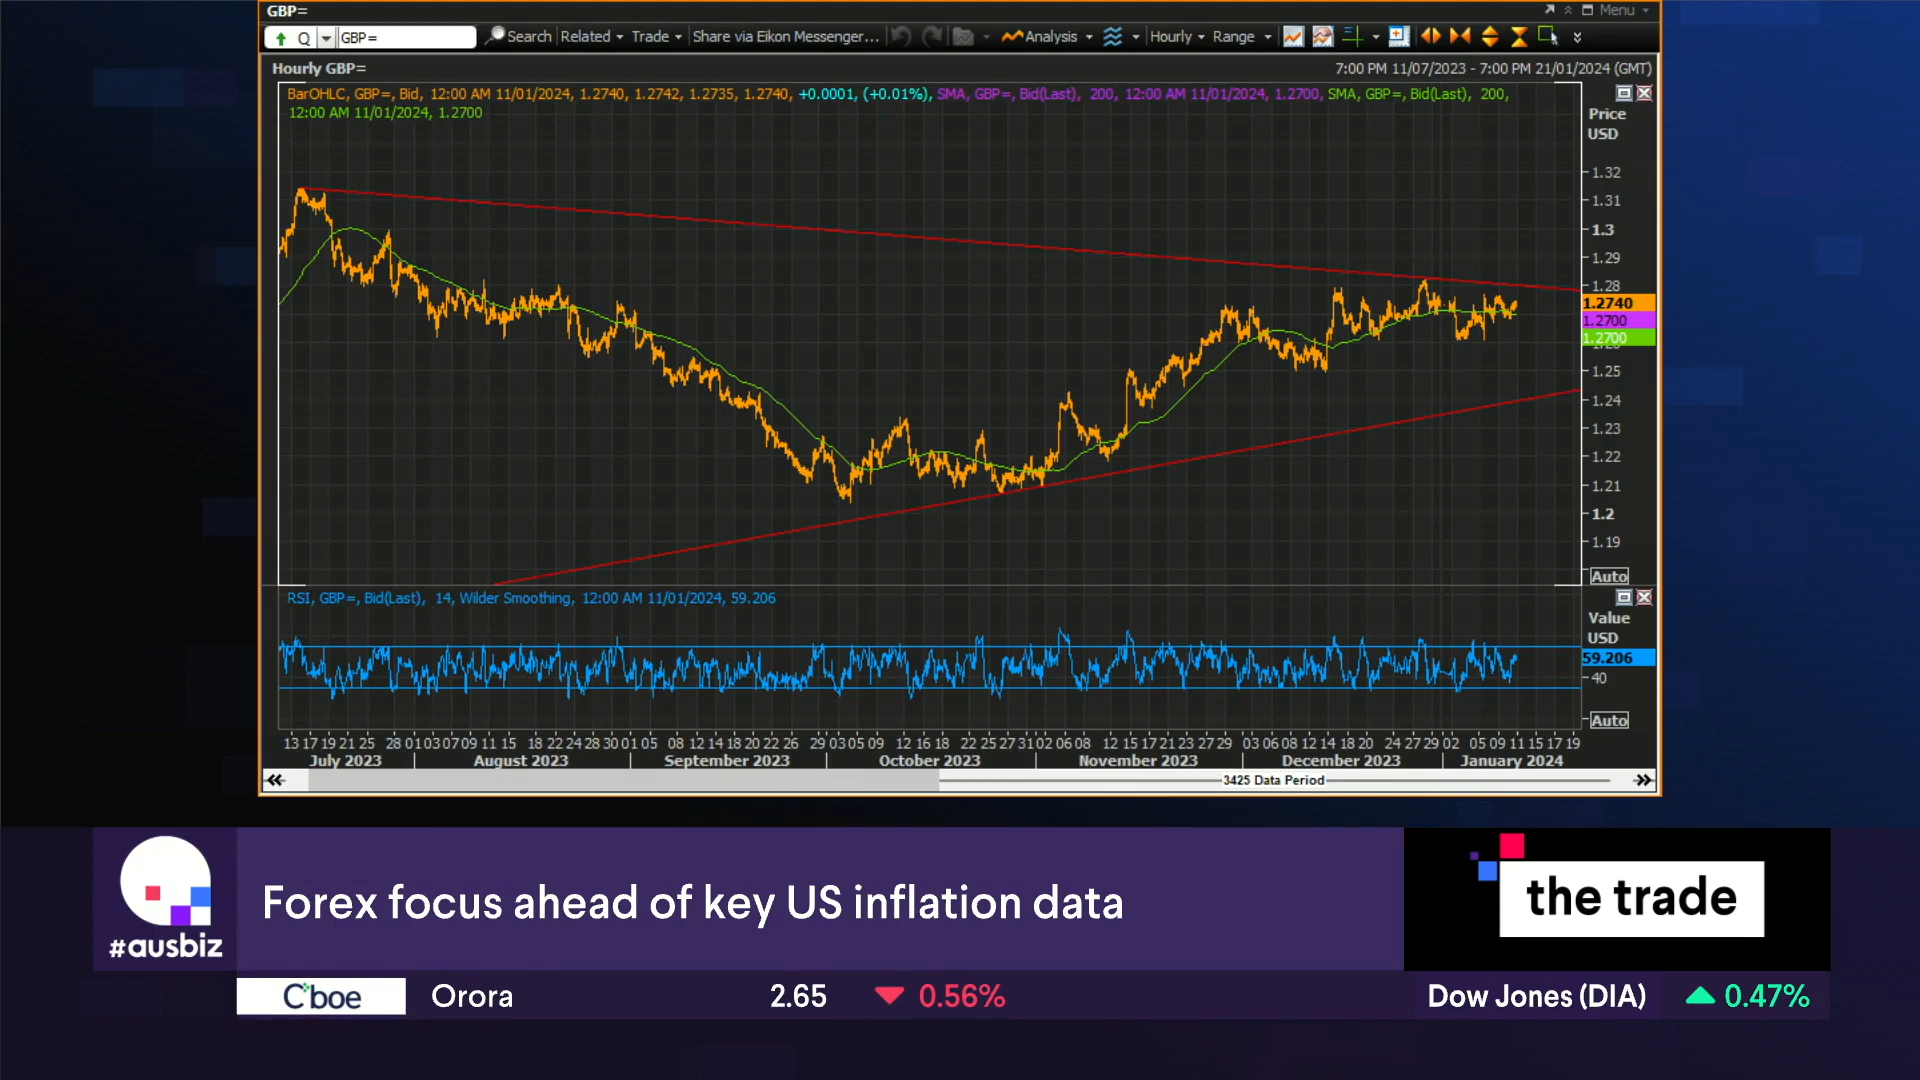 GBP=
Menu
Q GBP= Search Related Trade Share via Eikon Messenger... Analysis Hourly Range
Hourly GBP= 7:00 PM 11/07/2023 - 7:00 PM 21/01/2024 (GMT)
BarOHLC, GBP=, Bid, 12:00 AM 11/01/2024, 1.2740, 1.2742, 1.2735, 1.2740, +0.0001, (+0.01%), SMA, GBP=, Bid(Last), 200, 12:00 AM 11/01/2024, 1.2700, SMA, GBP=, Bid(Last), 200,
12:00 AM 11/01/2024, 1.2700
Price
USD
1.32
1.31
1.3
1.29
1.28
1.2740
1.2700
1.2700
1.25
1.24
1.23
1.22
1.21
1.2
1.19
Auto
RSI, GBP=, Bid(Last), 14, Wilder Smoothing, 12:00 AM 11/01/2024, 59.206
Value
USD
59.206
40
Auto
13 17 19 21 25 28 01 03 07 09 11 15 18 22 24 28 30 01 05 08 12 14 18 20 22 26 29 03 05 09 12 16 18 22 25 27 31 02 06 08 12 15 17 21 23 27 29 03 06 08 12 14 18 20 24 27 29 02 05 09 11 15 17 19
July 2023 August 2023 September 2023 October 2023 November 2023 December 2023 January 2024
3425 Data Period
#ausbiz
Forex focus ahead of key US inflation data
the trade
Cboe Orora 2.65 0.56% Dow Jones (DIA) 0.47%